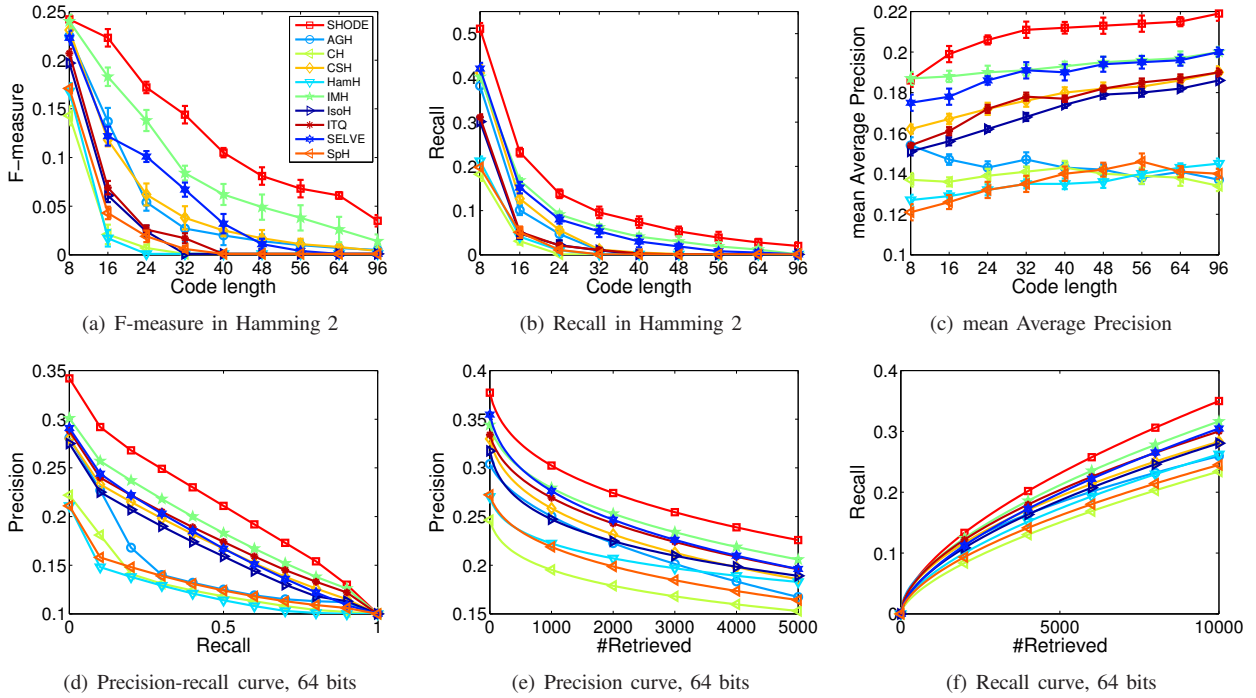 0.25
0.2
0.15
0.1
0.05
0
F-measure
8 16 24 32 40 48 56 64 96
Code length
SHODE
AGH
CH
CSH
HamH
IMH
IsoH
ITQ
SELVE
SpH
(a) F-measure in Hamming 2
0.5
0.4
0.3
0.2
0.1
0
Recall
8 16 24 32 40 48 56 64 96
Code length
(b) Recall in Hamming 2
0.22
0.2
0.18
0.16
0.14
0.12
0.1
mean Average Precision
8 16 24 32 40 48 56 64 96
Code length
(c) mean Average Precision
0.35
0.3
0.25
0.2
0.15
0.1
Precision
0 0.5 1
Recall
(d) Precision-recall curve, 64 bits
0.4
0.35
0.3
0.25
0.2
0.15
Precision
0 1000 2000 3000 4000 5000
#Retrieved
(e) Precision curve, 64 bits
0.4
0.3
0.2
0.1
0
Recall
0 5000 10000
#Retrieved
(f) Recall curve, 64 bits